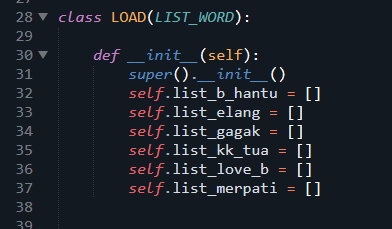 28 class LOAD(LIST_WORD):
29
30 def __init__(self):
31 super().__init__()
32 self.list_b_hantu = []
33 self.list_elang = []
34 self.list_gagak = []
35 self.list_kk_tua = []
36 self.list_love_b = []
37 self.list_merpati = []
38
39